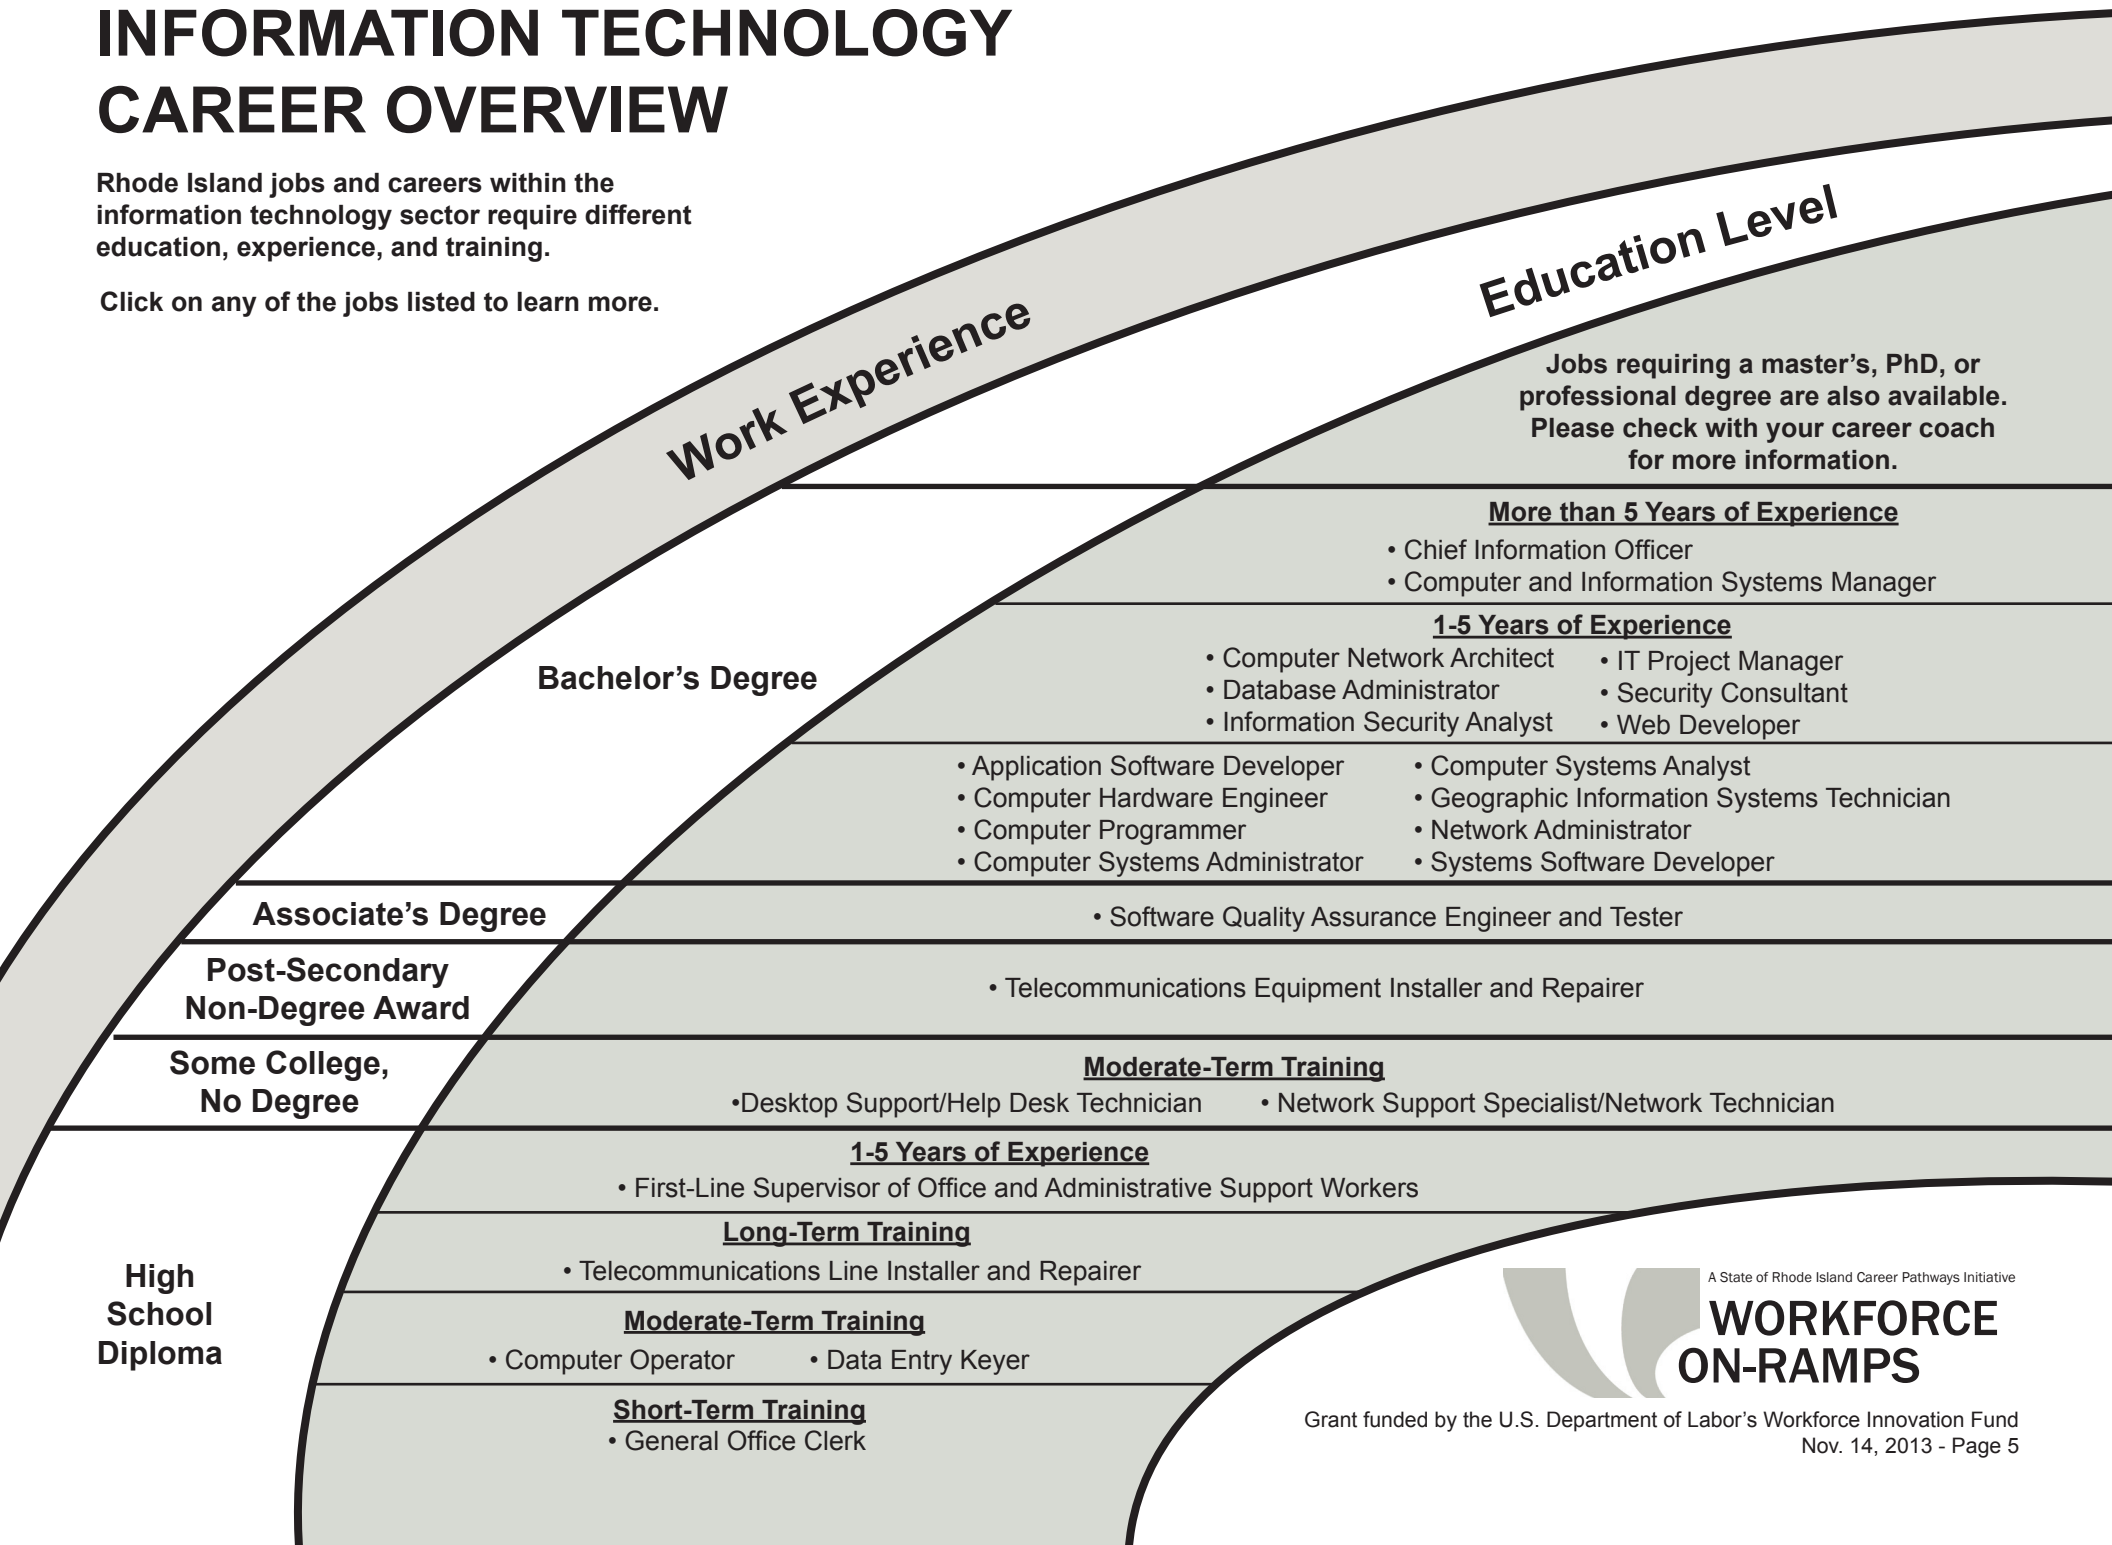 INFORMATION TECHNOLOGY
CAREER OVERVIEW
Rhode Island jobs and careers within the
information technology sector require different
education, experience, and training.
Click on any of the jobs listed to learn more.
Work Experience
Education Level
Jobs requiring a master's, PhD, or
professional degree are also available.
Please check with your career coach
for more information.
Bachelor's Degree
More than 5 Years of Experience
• Chief Information Officer
• Computer and Information Systems Manager
1-5 Years of Experience
• Computer Network Architect
• Database Administrator
• Information Security Analyst
• IT Project Manager
• Security Consultant
• Web Developer
• Application Software Developer
• Computer Hardware Engineer
• Computer Programmer
• Computer Systems Administrator
• Computer Systems Analyst
• Geographic Information Systems Technician
• Network Administrator
• Systems Software Developer
Associate's Degree
• Software Quality Assurance Engineer and Tester
Post-Secondary
Non-Degree Award
• Telecommunications Equipment Installer and Repairer
Some College,
No Degree
Moderate-Term Training
•Desktop Support/Help Desk Technician • Network Support Specialist/Network Technician
High
School
Diploma
1-5 Years of Experience
• First-Line Supervisor of Office and Administrative Support Workers
Long-Term Training
• Telecommunications Line Installer and Repairer
Moderate-Term Training
• Computer Operator • Data Entry Keyer
Short-Term Training
• General Office Clerk
A State of Rhode Island Career Pathways Initiative
WORKFORCE
ON-RAMPS
Grant funded by the U.S. Department of Labor's Workforce Innovation Fund
Nov. 14, 2013 - Page 5